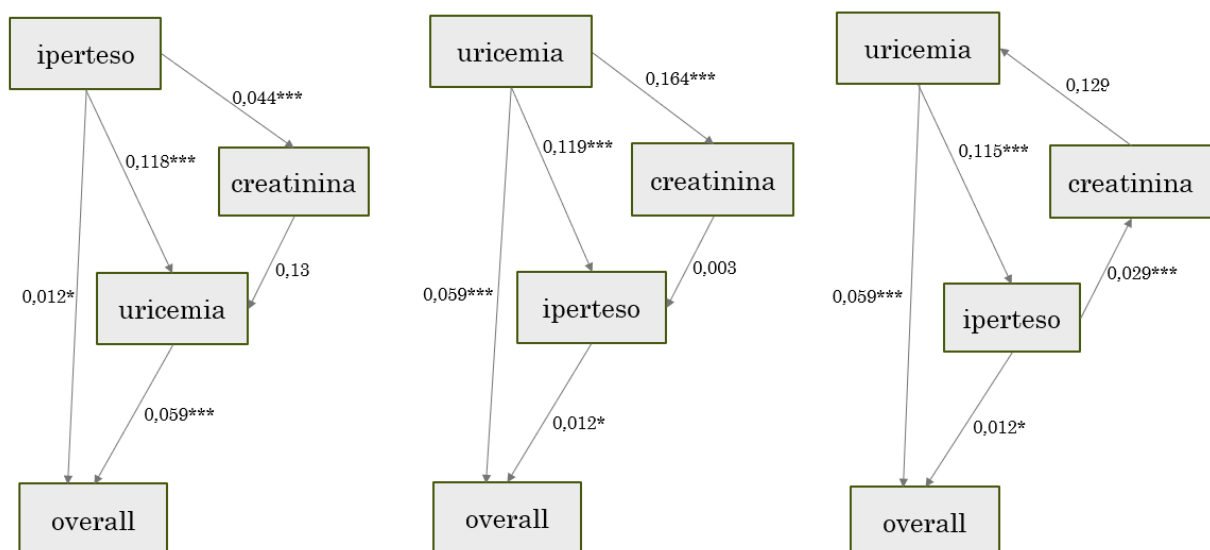 iperteso
0,044***
0,118***
creatinina
0,13
uricemia
0,012*
0,059***
overall
uricemia
0,164***
0,119***
creatinina
0,003
0,059***
iperteso
0,012*
overall
uricemia
0,129
0,115***
creatinina
0,029***
0,059***
iperteso
0,012*
overall